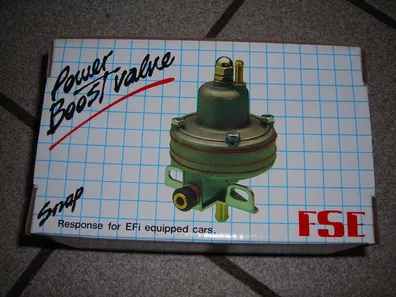 Power
Boost valve
Snap
Response for EFi equipped cars.
FSE